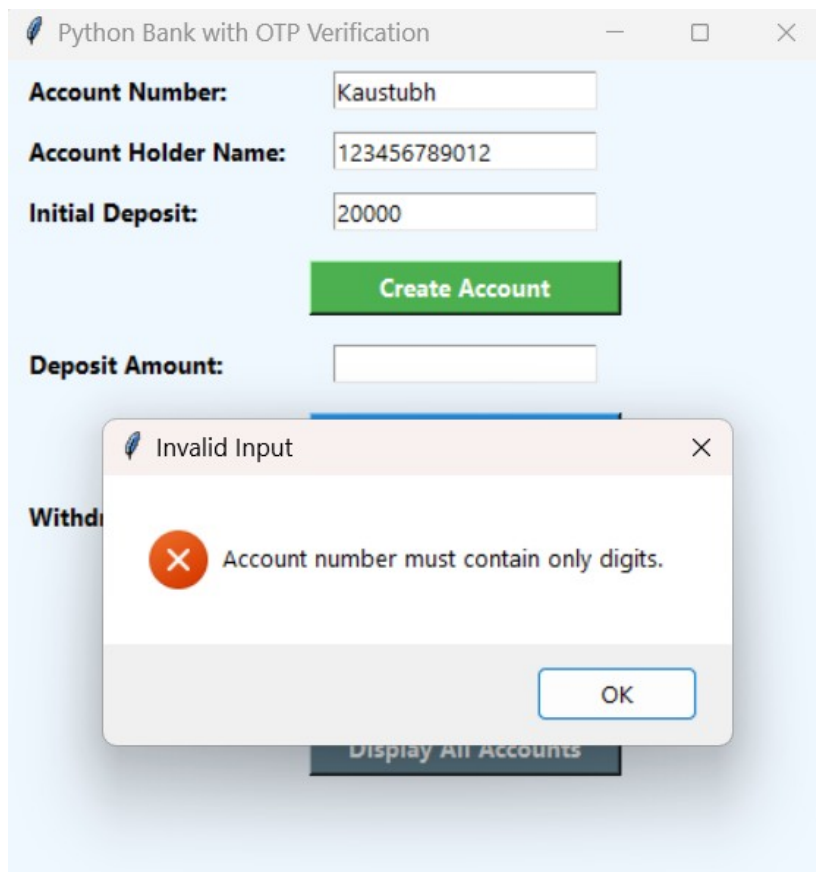 Python Bank with OTP Verification
Account Number: Kaustubh
Account Holder Name: 123456789012
Initial Deposit: 20000
Create Account
Deposit Amount:
Invalid Input
Account number must contain only digits.
OK
Display All Accounts